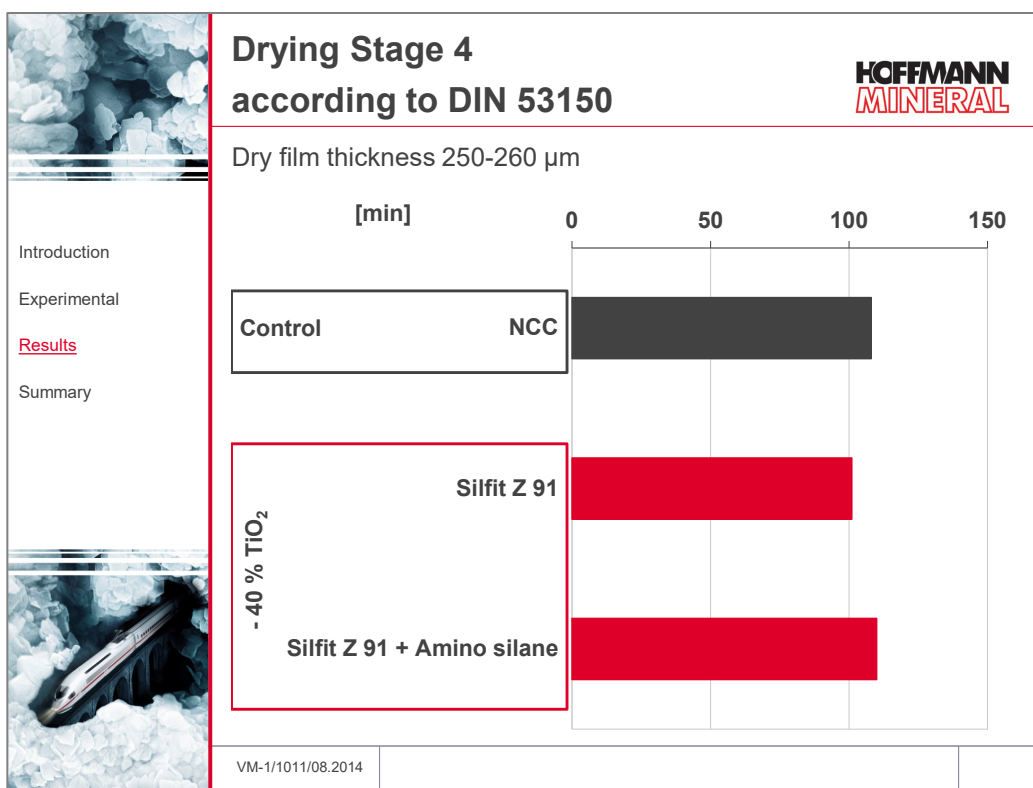 Drying Stage 4
according to DIN 53150
HOFFMANN
MINERAL
Dry film thickness 250-260 µm
Introduction
Experimental
Results
Summary
[min]
0 50 100 150
Control NCC
- 40 % TiO₂
Silfit Z 91
Silfit Z 91 + Amino silane
VM-1/1011/08.2014